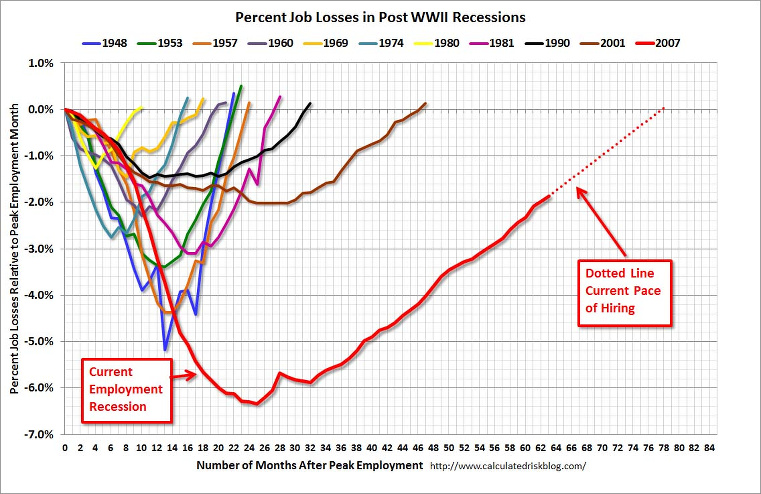 Percent Job Losses in Post WWII Recessions
1948 1953 1957 1960 1969 1974 1980 1981 1990 2001 2007
Percent Job Losses Relative to Peak Employment Month
1.0%
0.0%
-1.0%
-2.0%
-3.0%
-4.0%
-5.0%
-6.0%
-7.0%
Dotted Line
Current Pace
of Hiring
Current
Employment
Recession
0 2 4 6 8 10 12 14 16 18 20 22 24 26 28 30 32 34 36 38 40 42 44 46 48 50 52 54 56 58 60 62 64 66 68 70 72 74 76 78 80 82 84
Number of Months After Peak Employment http://www.calculatedriskblog.com/